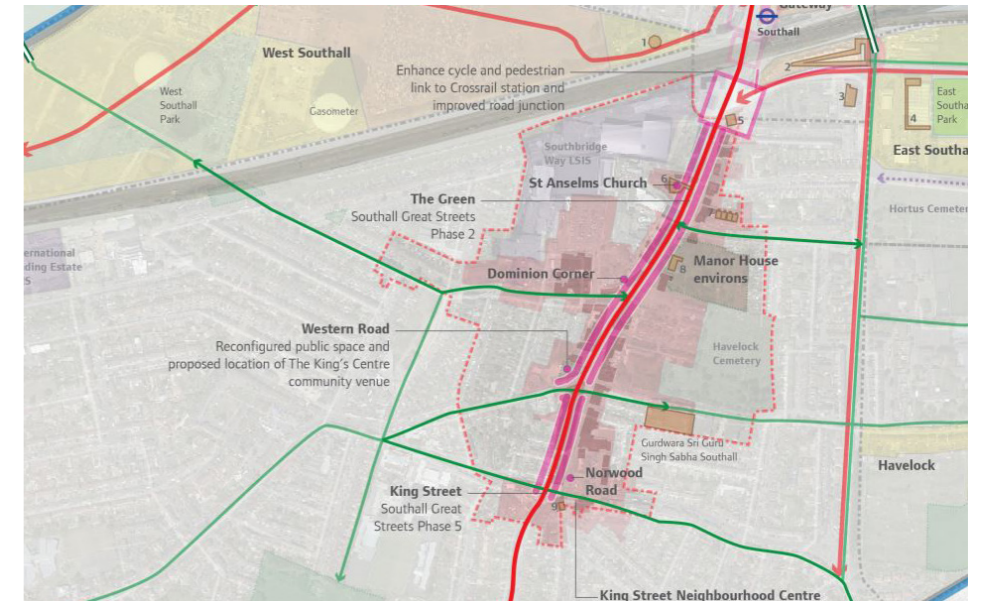 Gateway
Southall
West Southall
1
2
Enhance cycle and pedestrian
link to Crossrail station and
improved road junction
West
Southall
Park
Gasometer
3
4
East
Southa
Park
5
East Southa
Southbridge
Way LSIS
St Anselms Church
6
The Green
Southall Great Streets
Phase 2
7
Hortus Cemeter
ernational
ding Estate
S
Dominion Corner
8
Manor House
environs
Western Road
Reconfigured public space and
proposed location of The King's Centre
community venue
Havelock
Cemetery
Gurdwara Sri Guru
Singh Sabha Southall
Havelock
Norwood
Road
King Street
Southall Great
Streets Phase 5
9
King Street Neighbourhood Centre